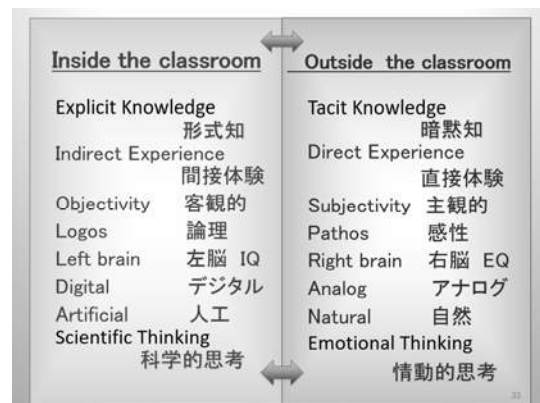 Inside the classroom
Explicit Knowledge
形式知
Indirect Experience
間接体験
Objectivity 客観的
Logos 論理
Left brain 左脳 IQ
Digital デジタル
Artificial 人工
Scientific Thinking
科学的思考
Outside the classroom
Tacit Knowledge
暗黙知
Direct Experience
直接体験
Subjectivity 主観的
Pathos 感性
Right brain 右脳 EQ
Analog アナログ
Natural 自然
Emotional Thinking
情動的思考